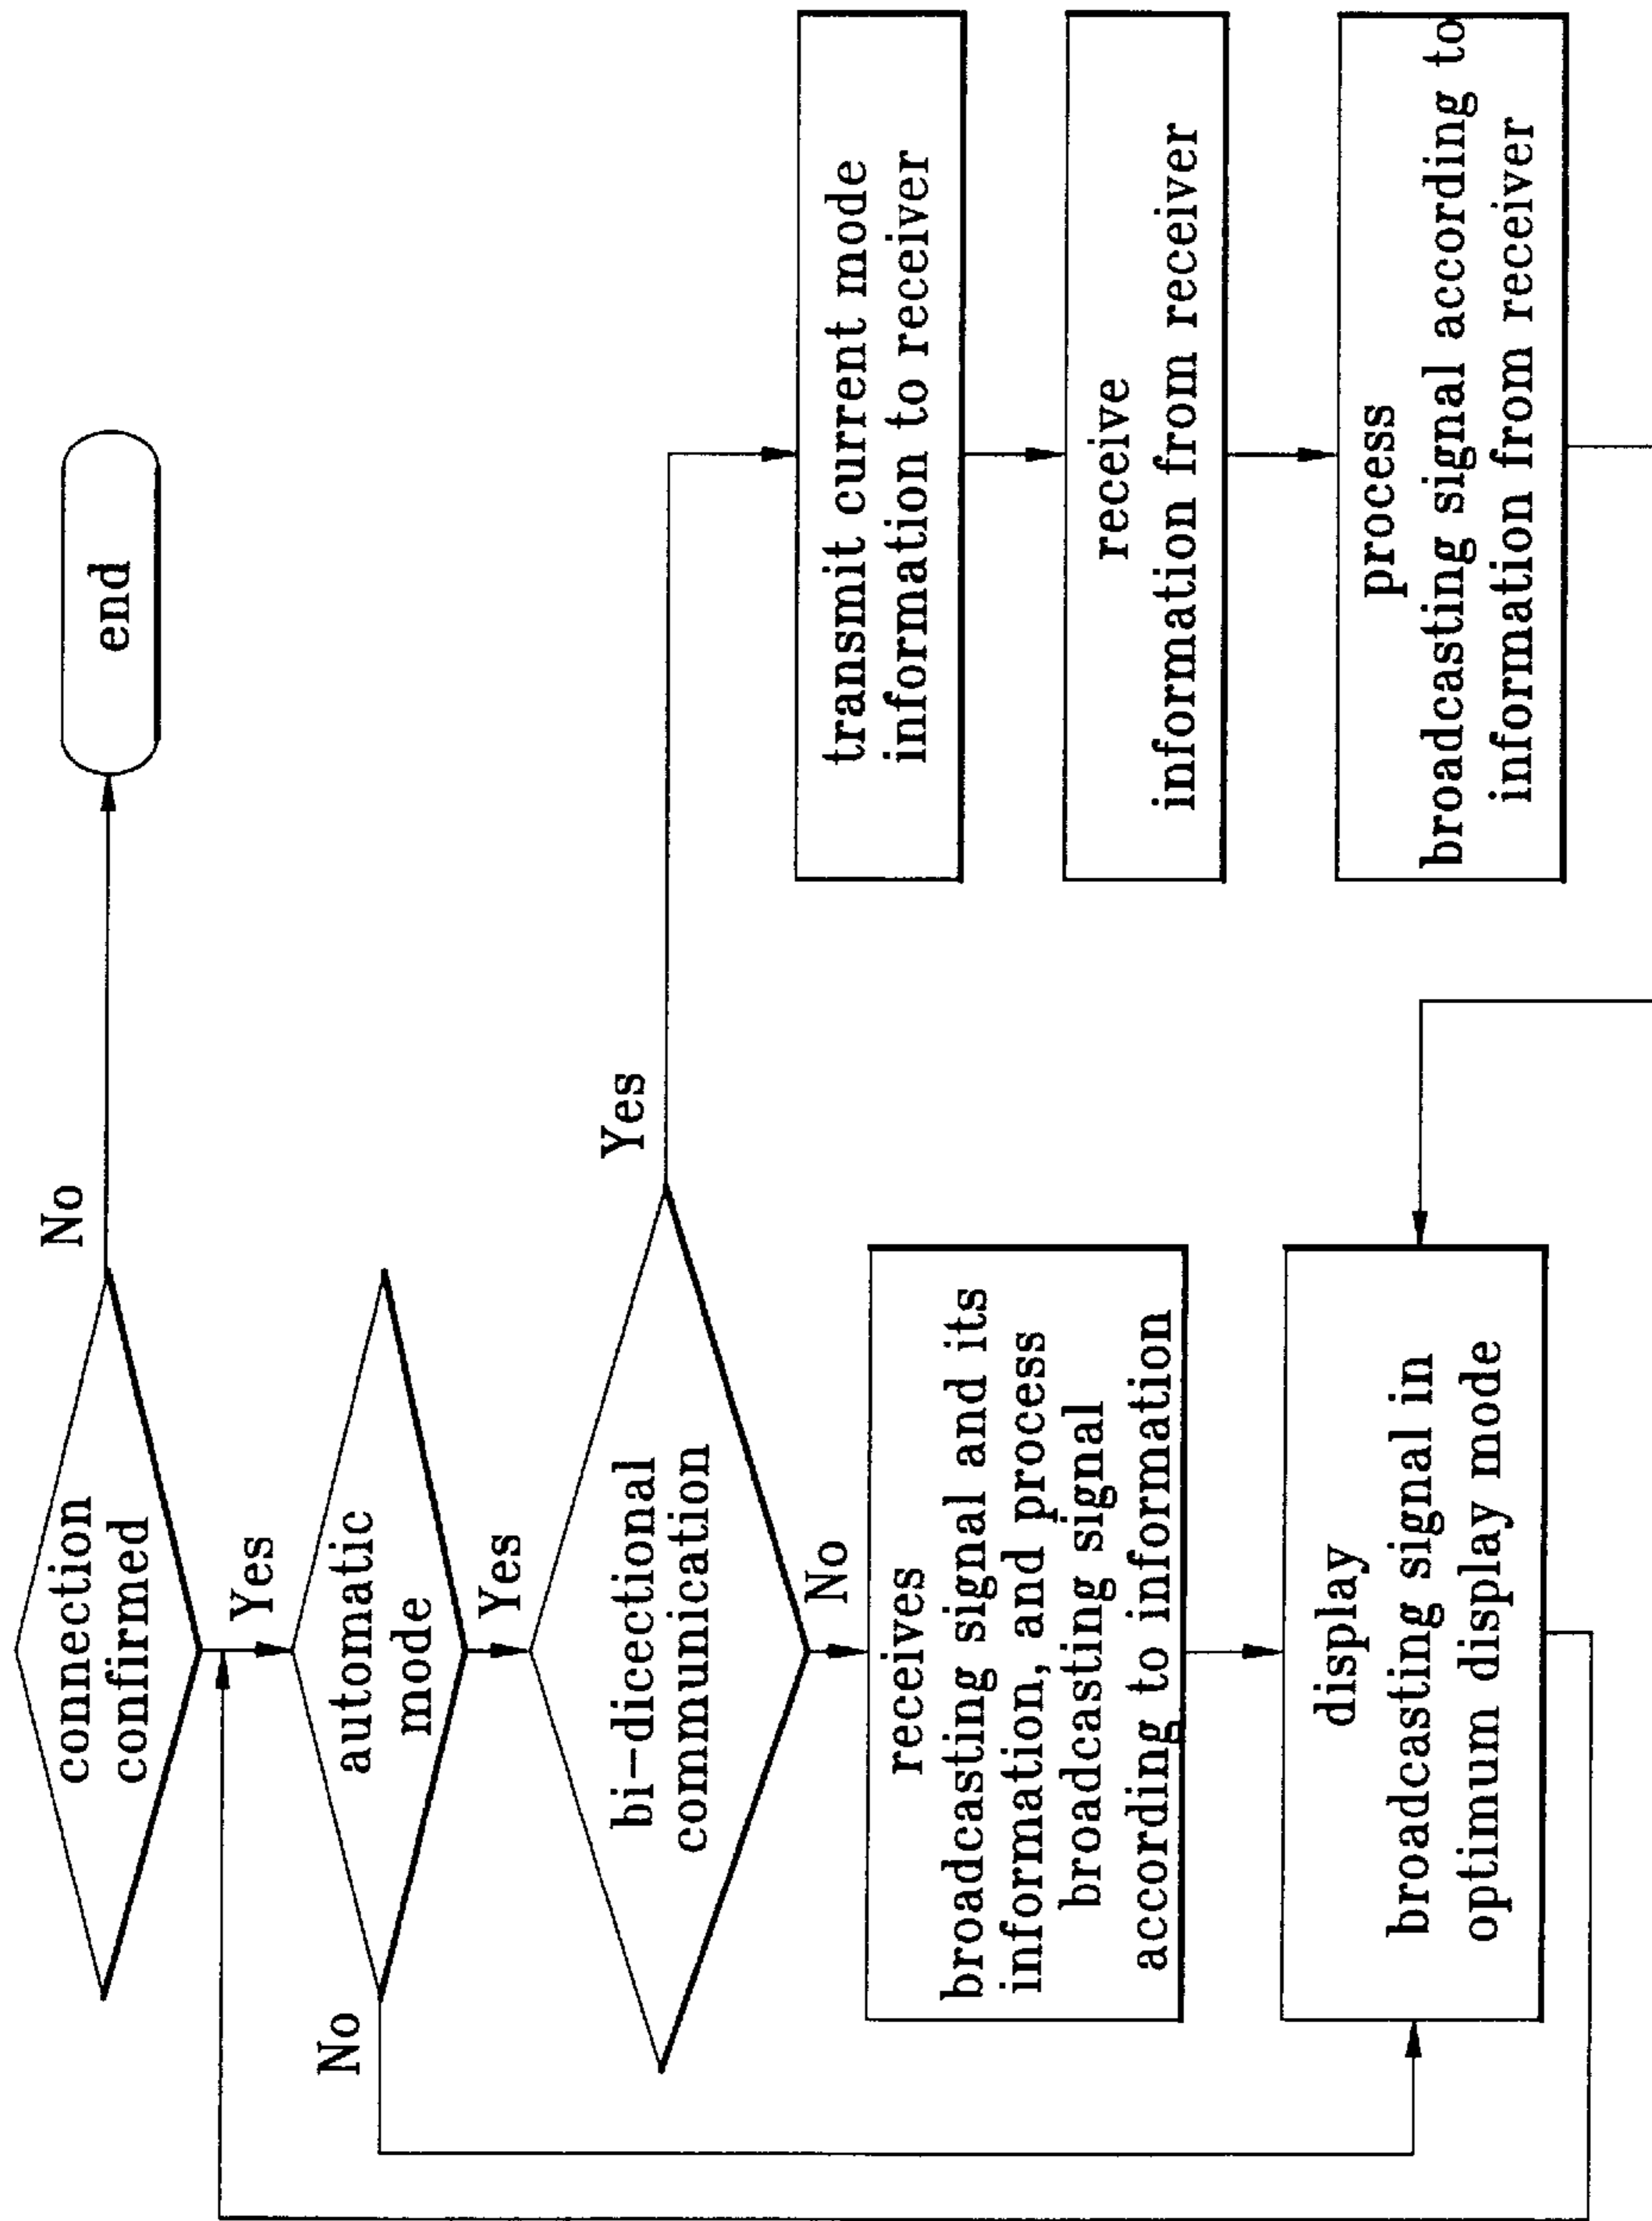 connection
confirmed
No
end
Yes
automatic
mode
No
Yes
bi-dicectional
communication
Yes
No
receives
broadcasting signal and its
information, and process
broadcasting signal
according to information
display
broadcasting signal in
optimum display mode
transmit current mode
information to receiver
receive
information from receiver
process
broadcasting signal according to
information from receiver